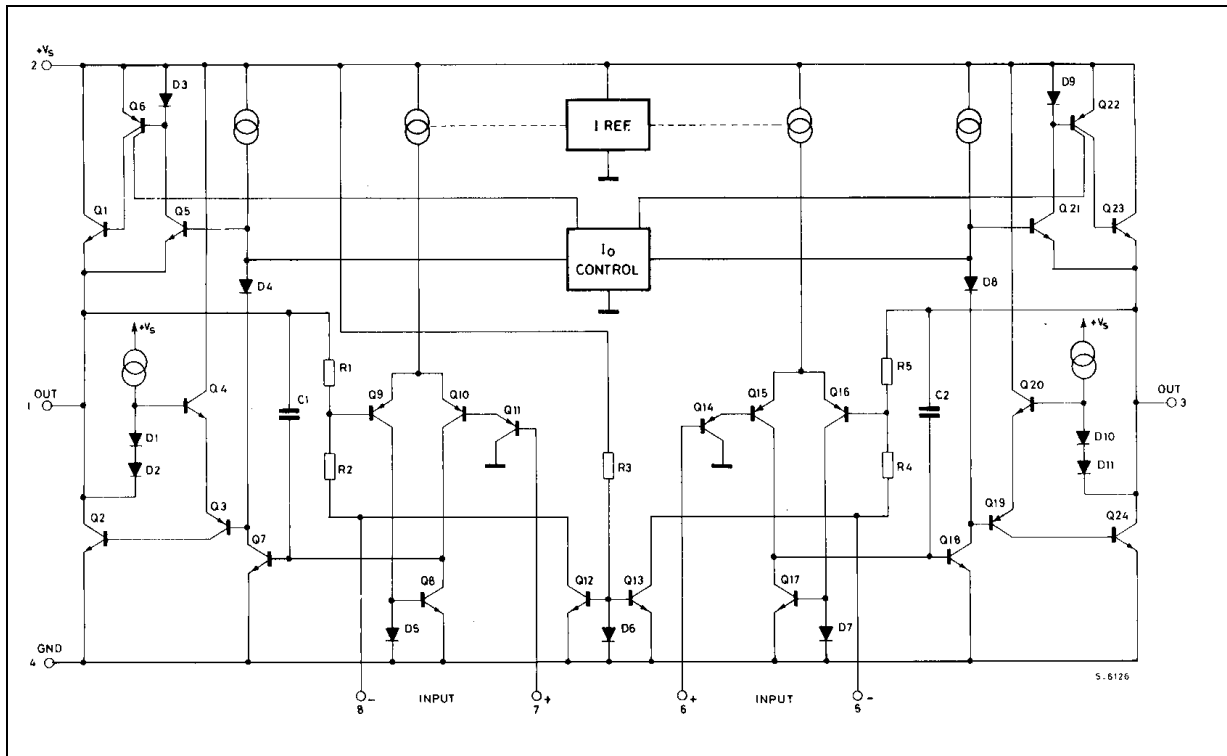 +Vs
2
D3
D9
Q6
Q22
I REF.
Q1
Q5
Q21
Q23
Io
CONTROL
D4
D8
+Vs
+Vs
R1
R5
Q4
Q20
OUT
1
C1
Q9
Q10
Q11
Q14
Q15
Q16
C2
OUT
3
D1
D2
R2
R3
R4
D10
D11
Q2
Q3
Q7
Q19
Q24
Q18
Q8
Q12
Q13
Q17
D5
D6
D7
GND
4
S-6126
8
-
INPUT
7
+
6
+
INPUT
5
-